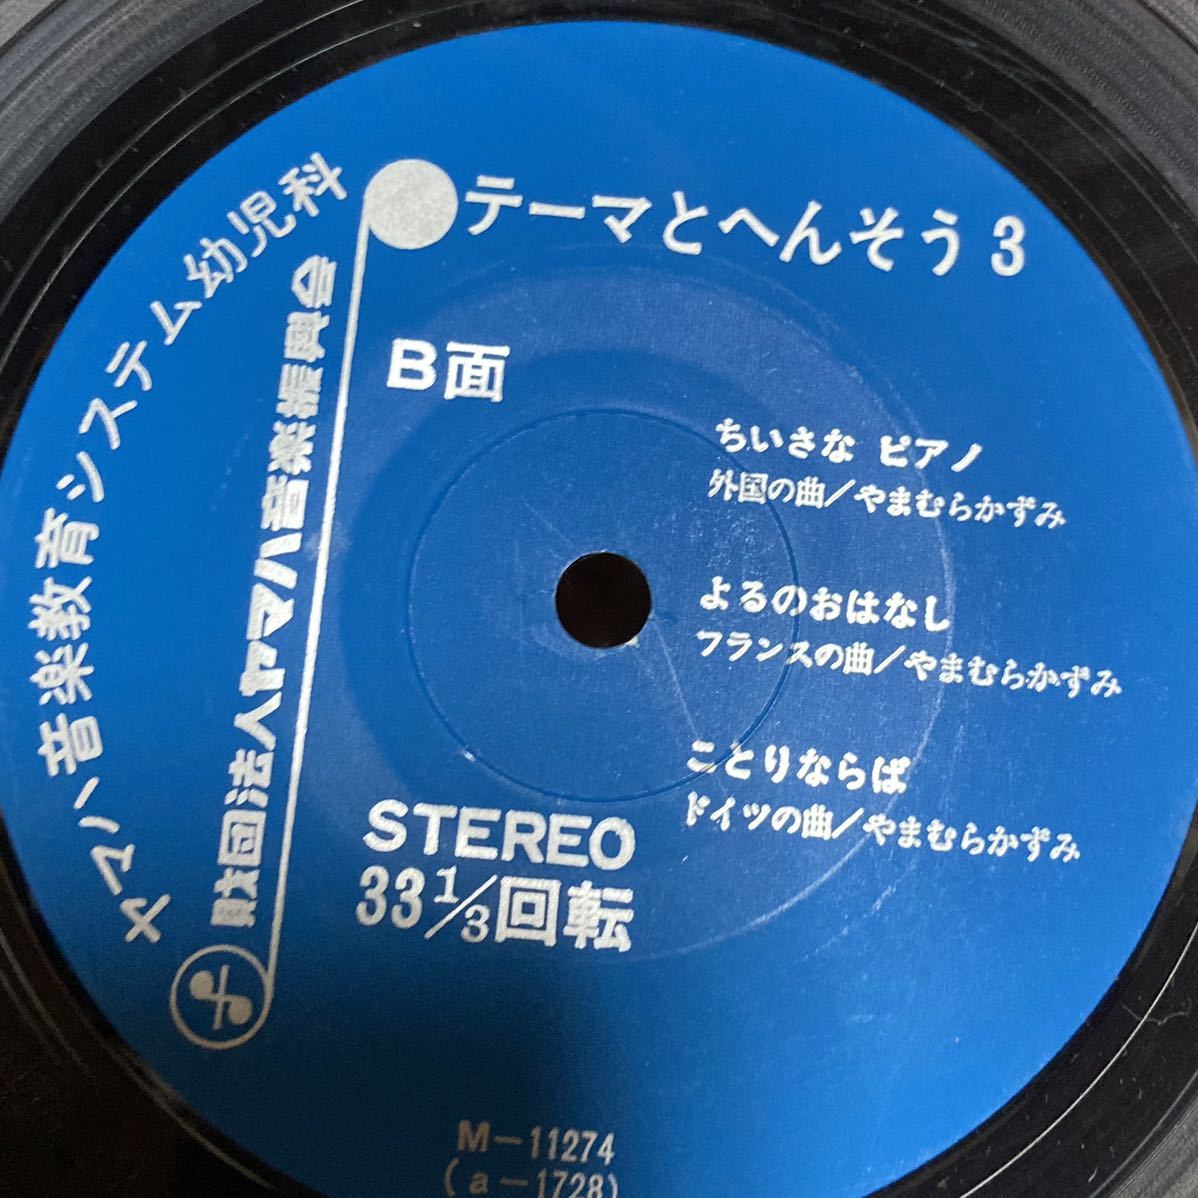 ヤマハ音楽教育システム幼児科
財団法人ヤマハ音楽振興会
テーマとへんそう3
B面
ちいさな ピアノ
外国の曲/やまむらかずみ
よるのおはなし
フランスの曲/やまむらかずみ
ことりならば
ドイツの曲/やまむらかずみ
STEREO
33 1/3回転
M-11274
(a-1728)